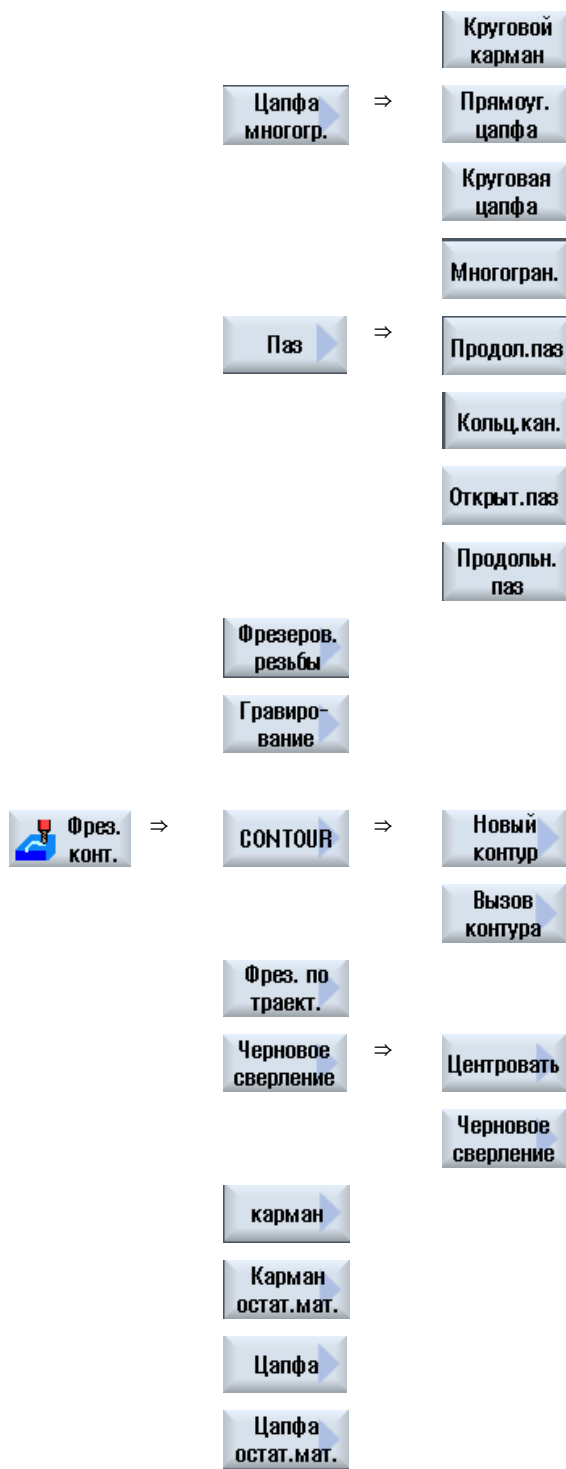 Круговой
карман
Цапфа
многогр.
⇒
Прямоуг.
цапфа
Круговая
цапфа
Многогран.
Паз
⇒
Продол.паз
Кольц.кан.
Открыт.паз
Продольн.
паз
Фрезеров.
резьбы
Гравиро-
вание
Фрез.
конт.
⇒
CONTOUR
⇒
Новый
контур
Вызов
контура
Фрез. по
траект.
Черновое
сверление
⇒
Центровать
Черновое
сверление
карман
Карман
остат.мат.
Цапфа
Цапфа
остат.мат.